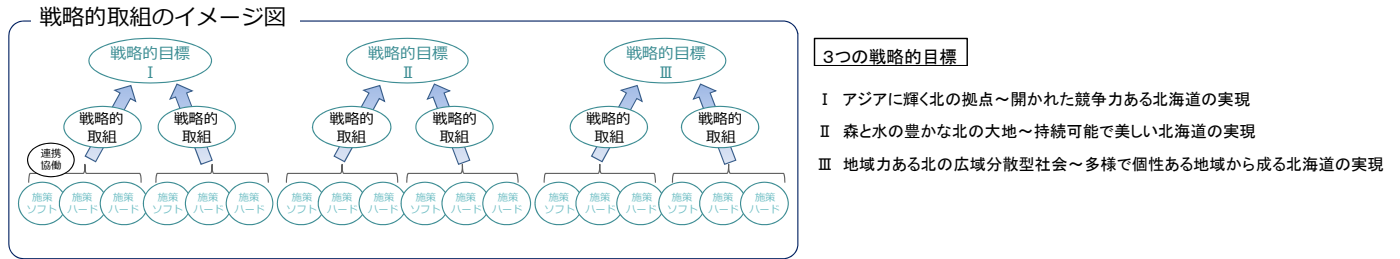 戦略的取組のイメージ図
戦略的目標
Ⅰ
戦略的目標
Ⅱ
戦略的目標
Ⅲ
戦略的
取組
戦略的
取組
戦略的
取組
戦略的
取組
戦略的
取組
戦略的
取組
連携
協働
施策
ソフト
施策
ハード
施策
ハード
施策
ソフト
施策
ハード
施策
ハード
施策
ソフト
施策
ハード
施策
ハード
施策
ソフト
施策
ハード
施策
ハード
施策
ソフト
施策
ハード
施策
ハード
施策
ソフト
施策
ハード
施策
ハード
3つの戦略的目標
Ⅰ アジアに輝く北の拠点～開かれた競争力ある北海道の実現
Ⅱ 森と水の豊かな北の大地～持続可能で美しい北海道の実現
Ⅲ 地域力ある北の広域分散型社会～多様で個性ある地域から成る北海道の実現